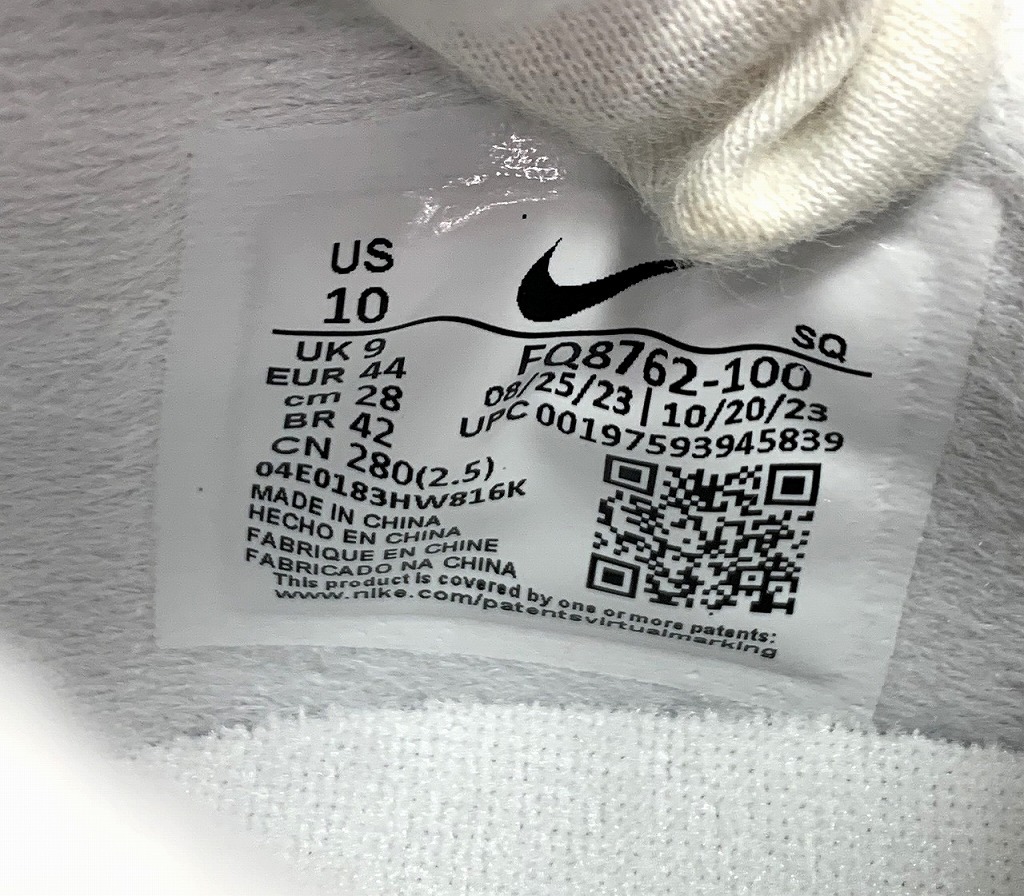 US
10
SQ
UK 9
EUR 44
cm 28
BR 42
CN 280(2.5)
FQ8762-100
08/25/23 | 10/20/23
UPC 00197593945839
04E0183HW816K
MADE IN CHINA
HECHO EN CHINA
FABRIQUE EN CHINE
FABRICADO NA CHINA
This product is covered by one or more patents:
www.nike.com/patentsvirtualmarking